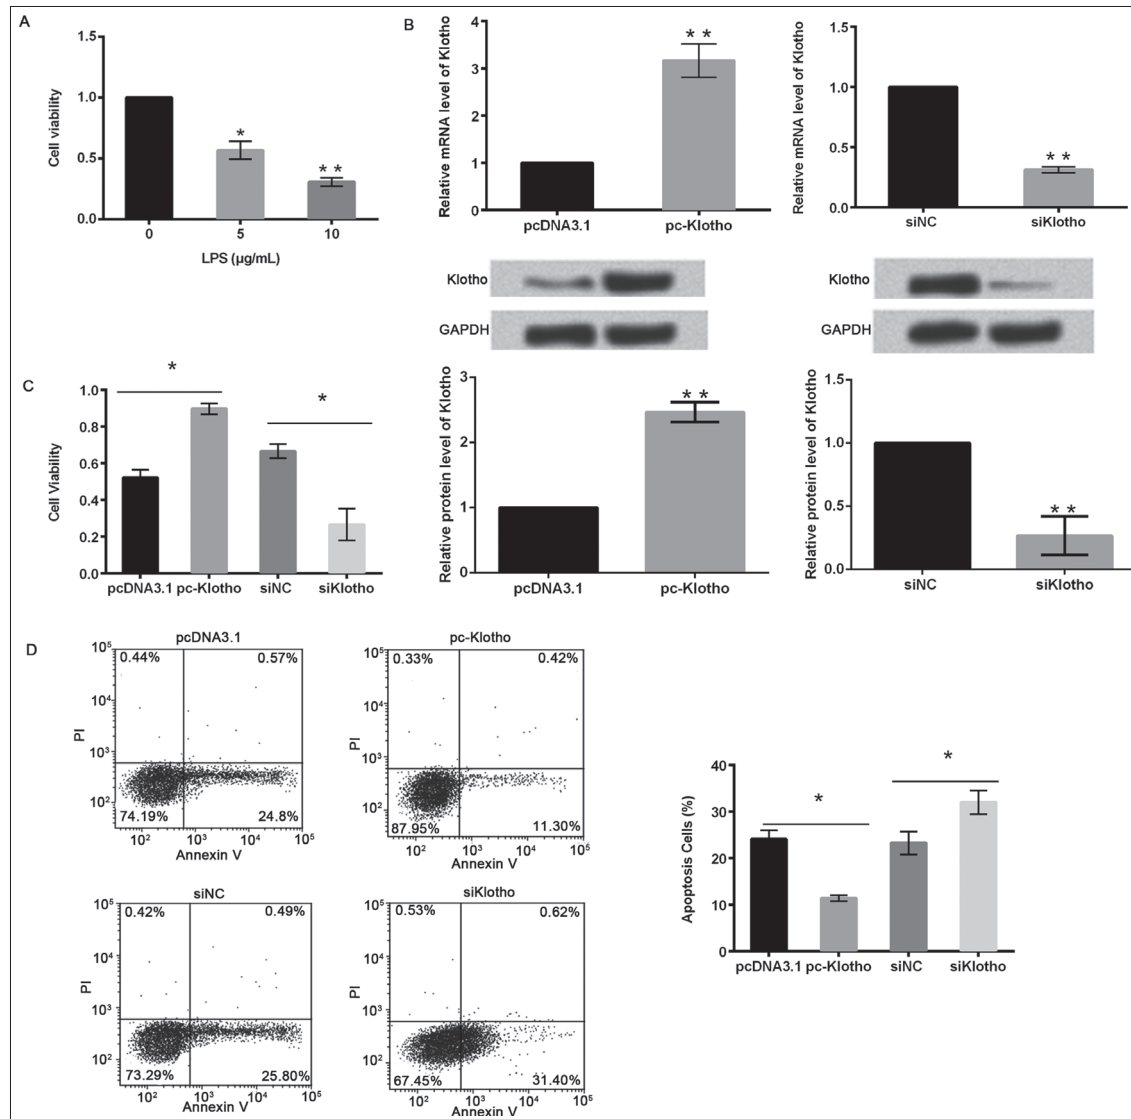 A
1.5
1.0
0.5
0.0
Cell viability
*
* *
0
5
10
LPS (µg/mL)
B
4
3
2
1
0
Relative mRNA level of Klotho
* *
pcDNA3.1
pc-Klotho
1.5
1.0
0.5
0.0
Relative mRNA level of Klotho
* *
siNC
siKlotho
Klotho
GAPDH
Klotho
GAPDH
3
2
1
0
Relative protein level of Klotho
* *
pcDNA3.1
pc-Klotho
1.5
1.0
0.5
0.0
Relative protein level of Klotho
* *
siNC
siKlotho
C
1.0
0.8
0.6
0.4
0.2
0.0
Cell Viability
*
*
pcDNA3.1 pc-Klotho siNC siKlotho
D
pcDNA3.1
0.44% 0.57%
74.19% 24.8%
10⁵
10⁴
10³
10²
PI
10² 10³ 10⁴ 10⁵
Annexin V
pc-Klotho
0.33% 0.42%
87.95% 11.30%
10⁵
10⁴
10³
10²
PI
10² 10³ 10⁴ 10⁵
Annexin V
siNC
0.42% 0.49%
73.29% 25.80%
10⁵
10⁴
10³
10²
PI
10² 10³ 10⁴ 10⁵
Annexin V
siKlotho
0.53% 0.62%
67.45% 31.40%
10⁵
10⁴
10³
10²
PI
10² 10³ 10⁴ 10⁵
Annexin V
40
30
20
10
0
Apoptosis Cells (%)
*
*
pcDNA3.1 pc-Klotho siNC siKlotho